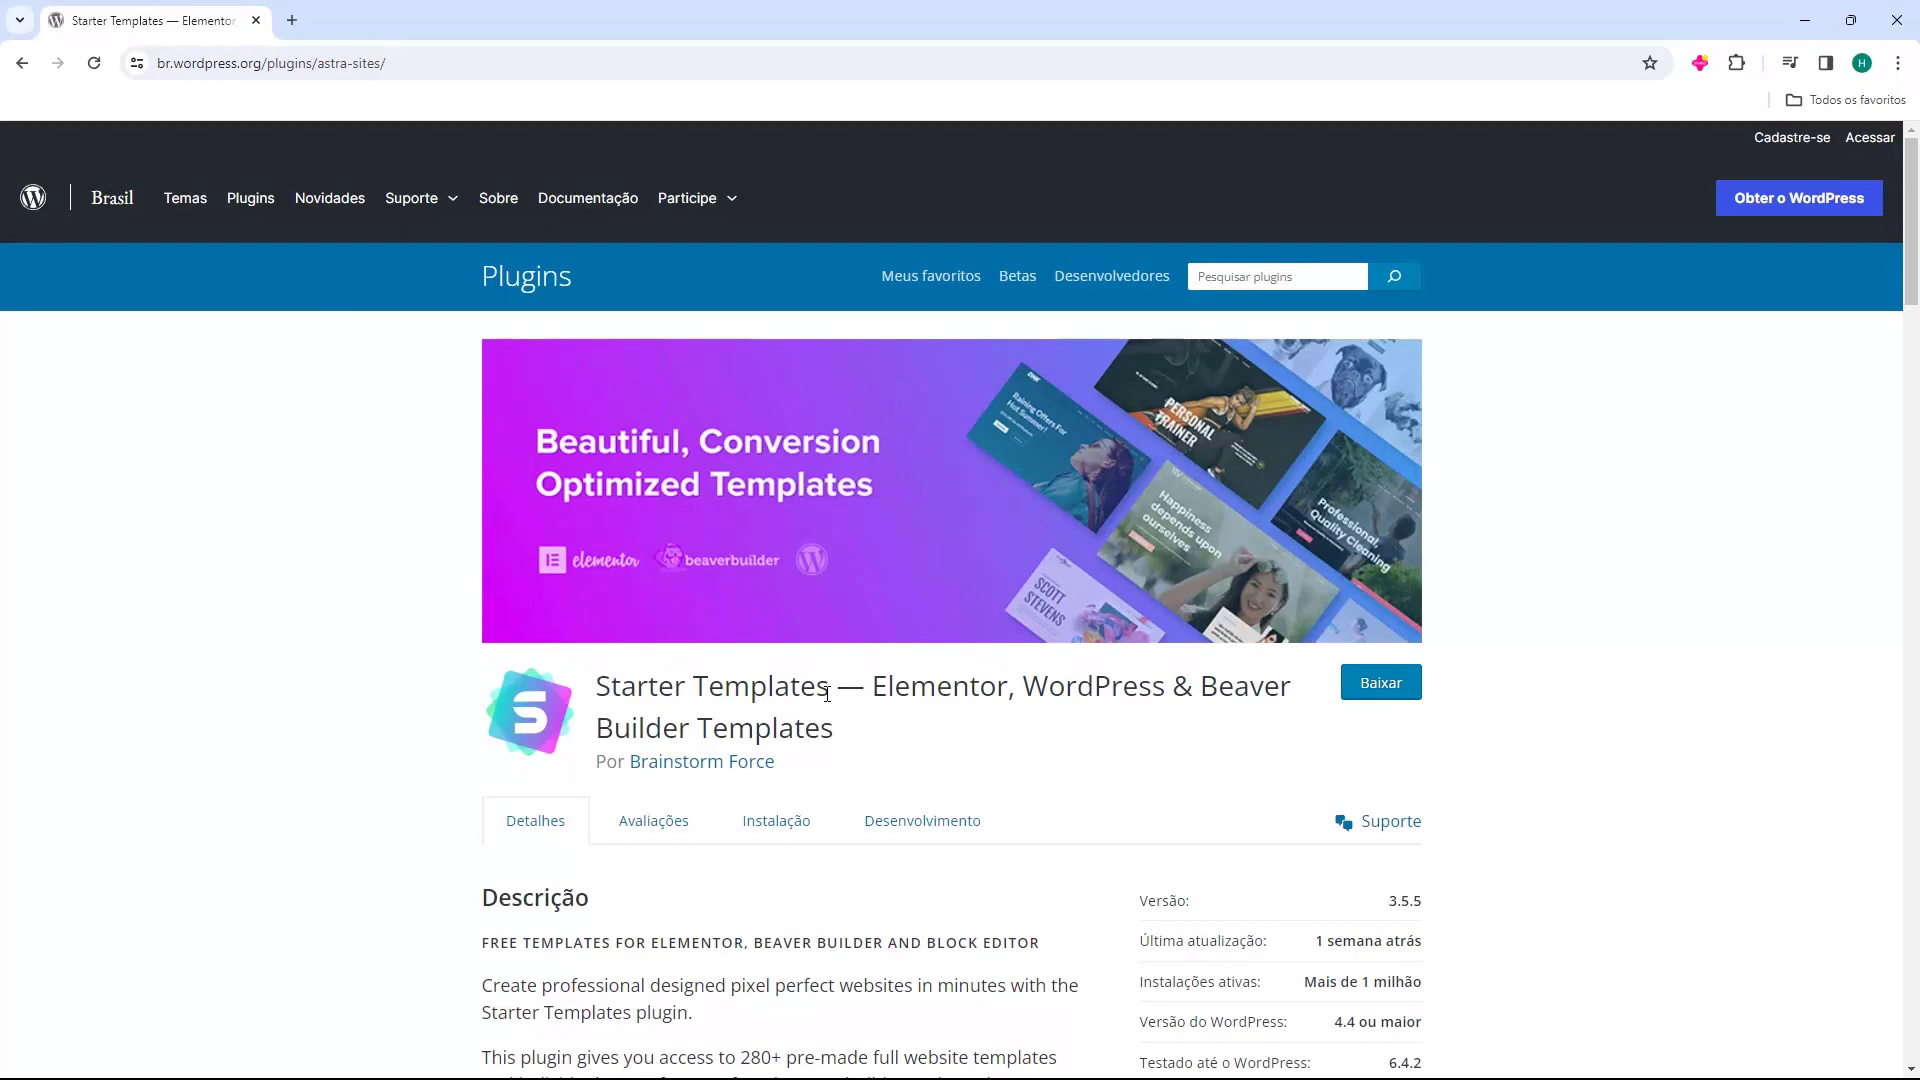 Starter Templates — Elementor,
br.wordpress.org/plugins/astra-sites/
H
Todos os favoritos
Cadastre-se Acessar
Brasil Temas Plugins Novidades Suporte Sobre Documentação Participe
Obter o WordPress
Plugins
Meus favoritos Betas Desenvolvedores Pesquisar plugins
Beautiful, Conversion
Optimized Templates
elementor beaverbuilder
Raining Offers For
Hot Summer!
PERSONAL
TRAINER
Happiness
depends upon
ourselves
Professional,
Quality Cleaning
SCOTT
STEVENS
Starter Templates — Elementor, WordPress & Beaver
Builder Templates
Baixar
Por Brainstorm Force
Detalhes Avaliações Instalação Desenvolvimento
Suporte
Descrição
FREE TEMPLATES FOR ELEMENTOR, BEAVER BUILDER AND BLOCK EDITOR
Create professional designed pixel perfect websites in minutes with the
Starter Templates plugin.
This plugin gives you access to 280+ pre-made full website templates
Versão: 3.5.5
Última atualização: 1 semana atrás
Instalações ativas: Mais de 1 milhão
Versão do WordPress: 4.4 ou maior
Testado até o WordPress: 6.4.2